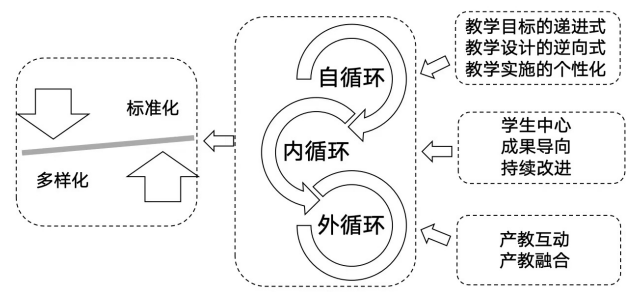 标准化
多样化
自循环
内循环
外循环
教学目标的递进式
教学设计的逆向式
教学实施的个性化
学生中心
成果导向
持续改进
产教互动
产教融合